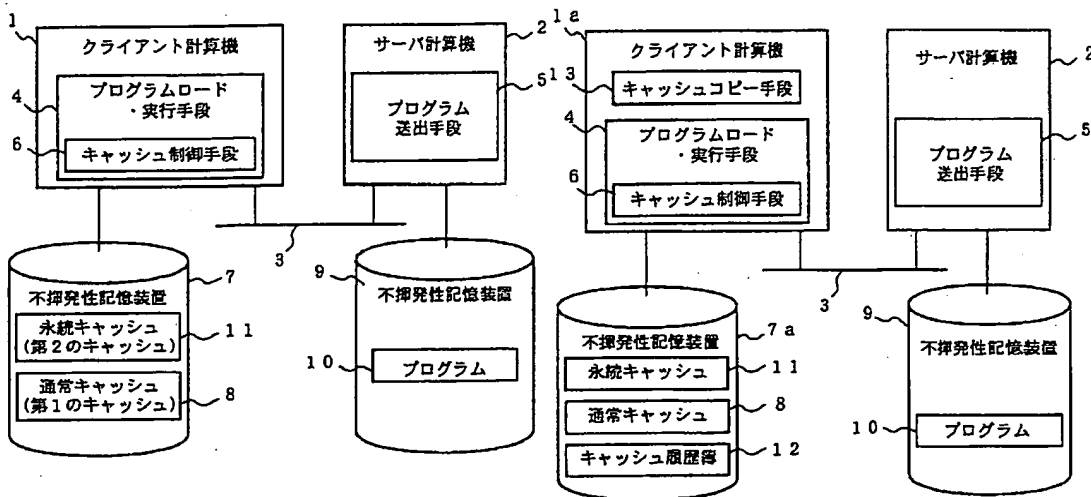 1
クライアント計算機
4
プログラムロード
・実行手段
6
キャッシュ制御手段
サーバ計算機
2
プログラム
送出手段
5
3
不揮発性記憶装置
7
永続キャッシュ
(第2のキャッシュ)
11
通常キャッシュ
(第1のキャッシュ)
8
9
不揮発性記憶装置
10
プログラム
1a
クライアント計算機
13
キャッシュコピー手段
4
プログラムロード
・実行手段
6
キャッシュ制御手段
サーバ計算機
2
プログラム
送出手段
5
3
不揮発性記憶装置
7a
永続キャッシュ
11
通常キャッシュ
8
キャッシュ履歴簿
12
9
不揮発性記憶装置
10
プログラム